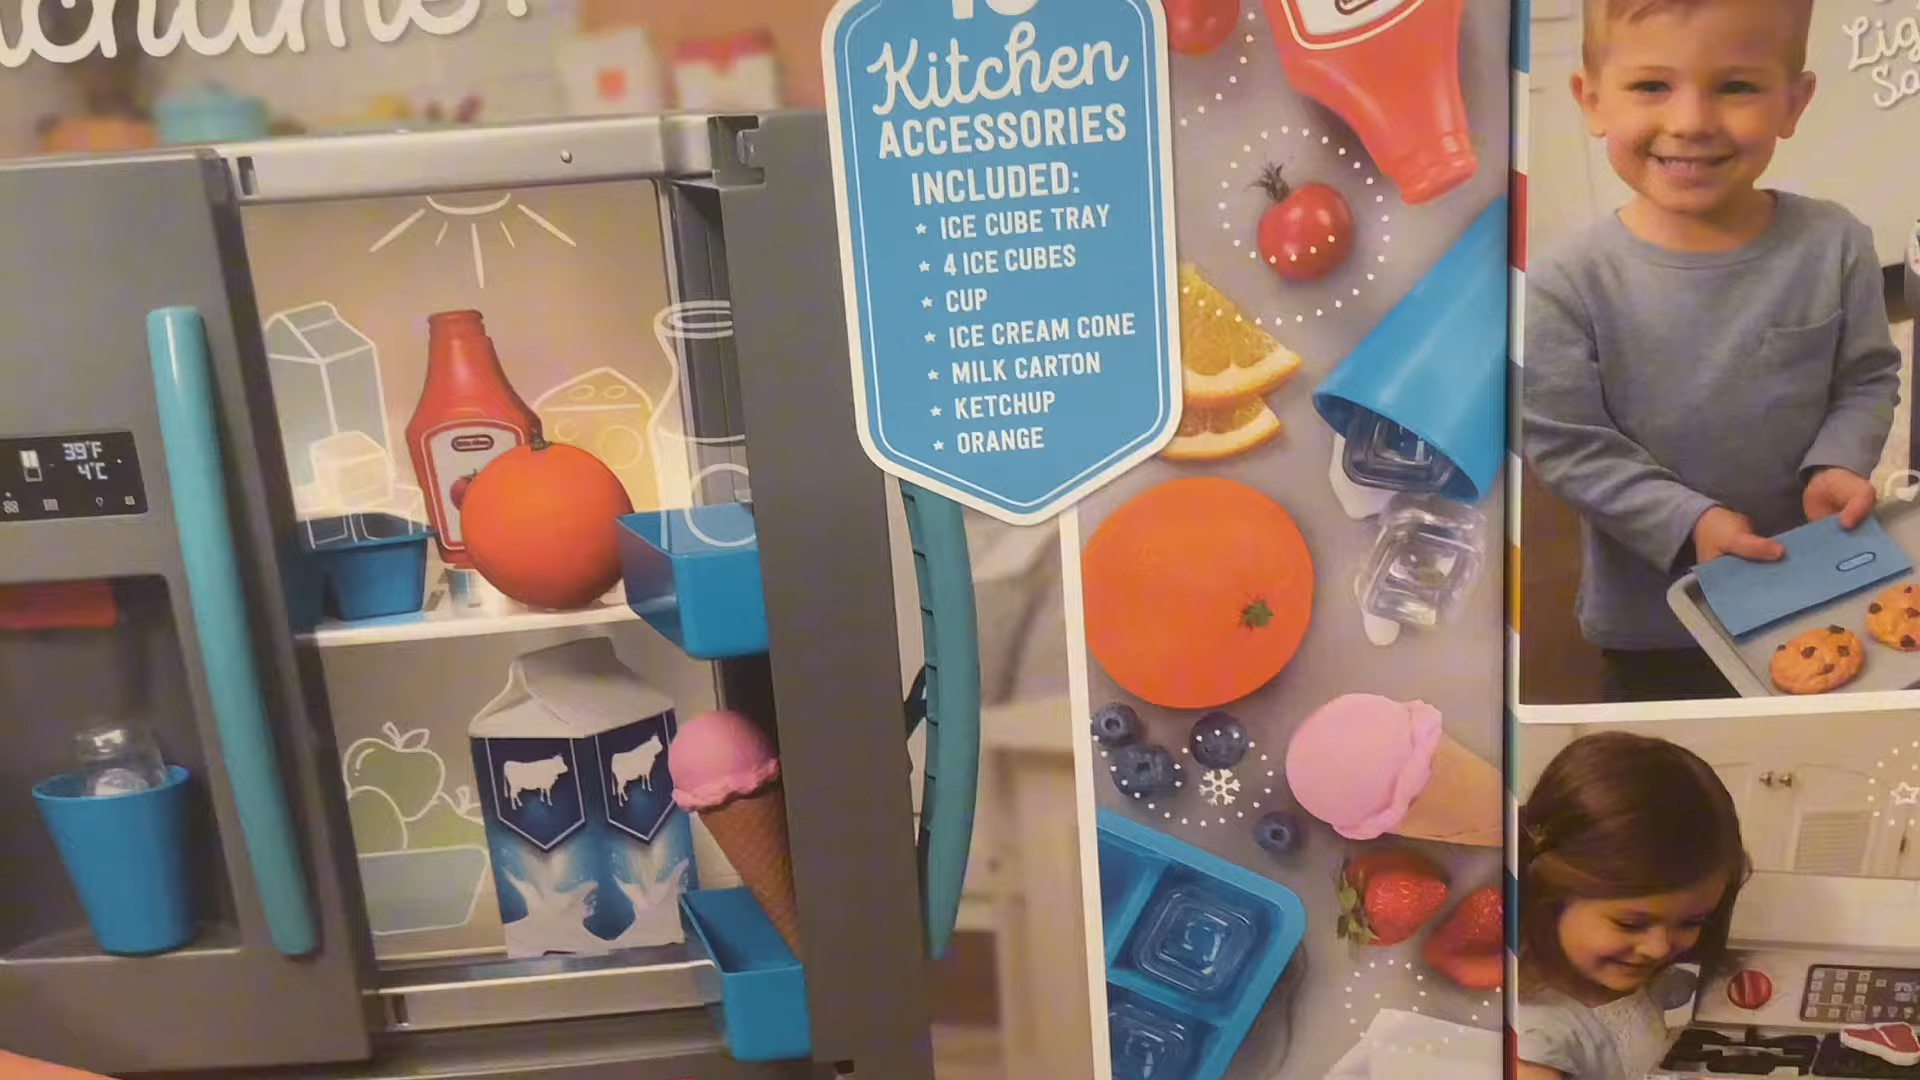 Kitchen
ACCESSORIES
INCLUDED:
ICE CUBE TRAY
4 ICE CUBES
CUP
ICE CREAM CONE
MILK CARTON
KETCHUP
ORANGE
39°F
4°C